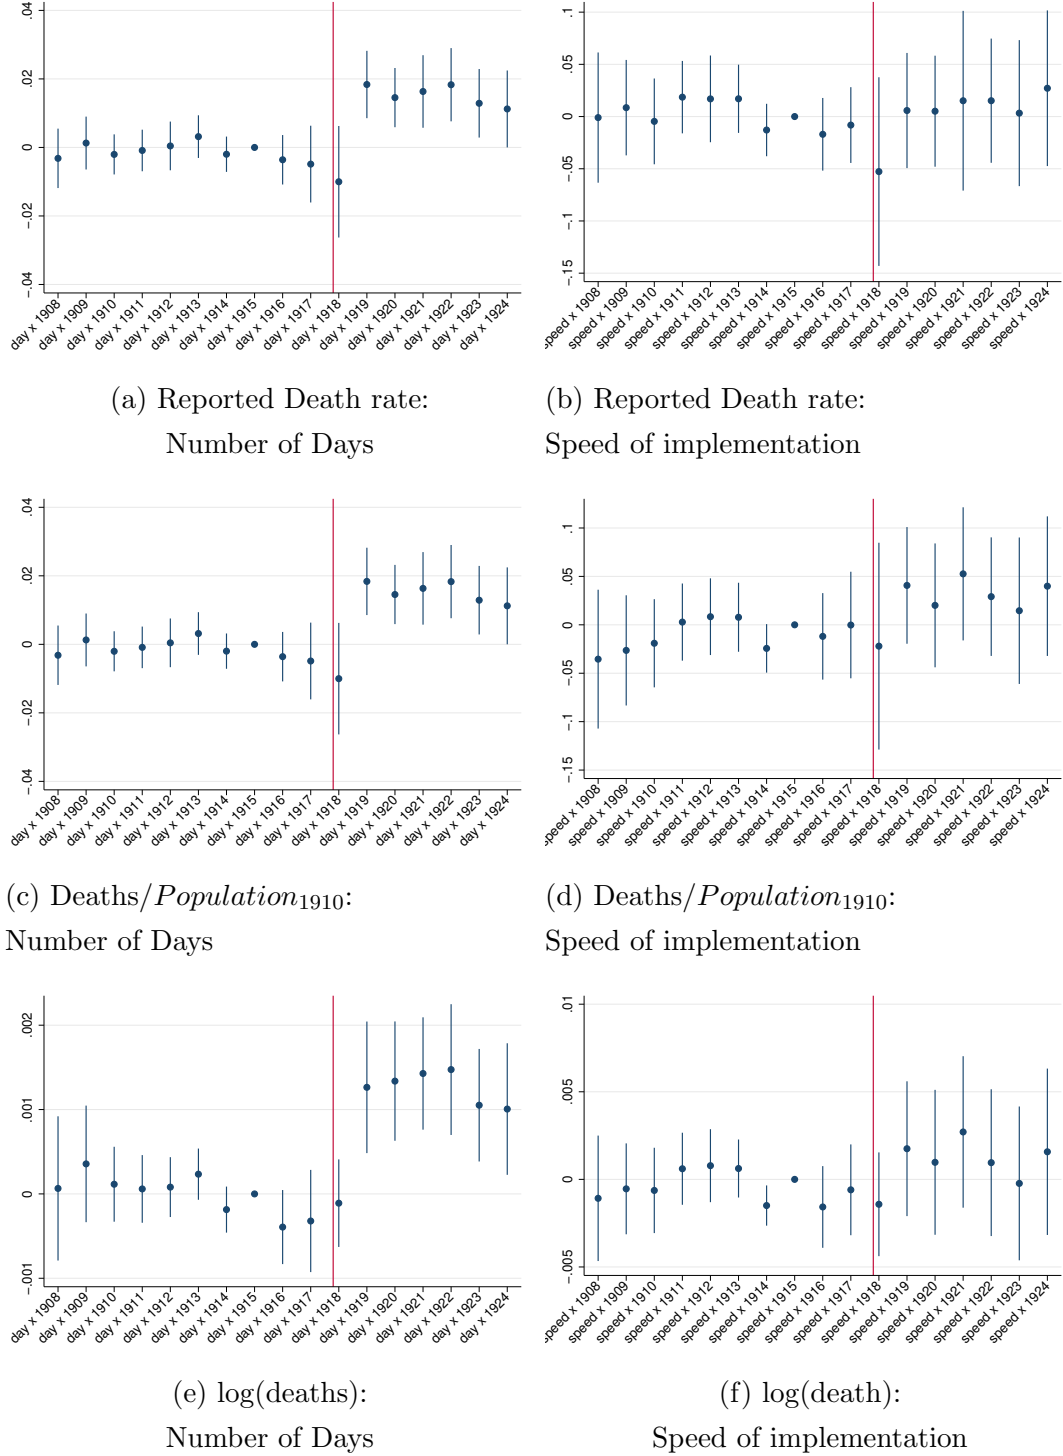 .04
.02
0
-.02
-.04
day x 1908
day x 1909
day x 1910
day x 1911
day x 1912
day x 1913
day x 1914
day x 1915
day x 1916
day x 1917
day x 1918
day x 1919
day x 1920
day x 1921
day x 1922
day x 1923
day x 1924
(a) Reported Death rate:
Number of Days
.1
.05
0
-.05
-.1
-.15
speed x 1908
speed x 1909
speed x 1910
speed x 1911
speed x 1912
speed x 1913
speed x 1914
speed x 1915
speed x 1916
speed x 1917
speed x 1918
speed x 1919
speed x 1920
speed x 1921
speed x 1922
speed x 1923
speed x 1924
(b) Reported Death rate:
Speed of implementation
.04
.02
0
-.02
-.04
day x 1908
day x 1909
day x 1910
day x 1911
day x 1912
day x 1913
day x 1914
day x 1915
day x 1916
day x 1917
day x 1918
day x 1919
day x 1920
day x 1921
day x 1922
day x 1923
day x 1924
(c) Deaths/Population1910:
Number of Days
.1
.05
0
-.05
-.1
-.15
speed x 1908
speed x 1909
speed x 1910
speed x 1911
speed x 1912
speed x 1913
speed x 1914
speed x 1915
speed x 1916
speed x 1917
speed x 1918
speed x 1919
speed x 1920
speed x 1921
speed x 1922
speed x 1923
speed x 1924
(d) Deaths/Population1910:
Speed of implementation
.002
.001
0
-.001
day x 1908
day x 1909
day x 1914
day x 1911
day x 1912
day x 1913
day x 1914
day x 1915
day x 1916
day x 1917
day x 1918
day x 1919
day x 1920
day x 1921
day x 1922
day x 1923
day x 1924
(e) log(deaths):
Number of Days
.01
.005
0
-.005
speed x 1908
speed x 1909
speed x 1910
speed x 1911
speed x 1912
speed x 1913
speed x 1914
speed x 1915
speed x 1916
speed x 1917
speed x 1918
speed x 1919
speed x 1920
speed x 1921
speed x 1922
speed x 1923
speed x 1924
(f) log(death):
Speed of implementation